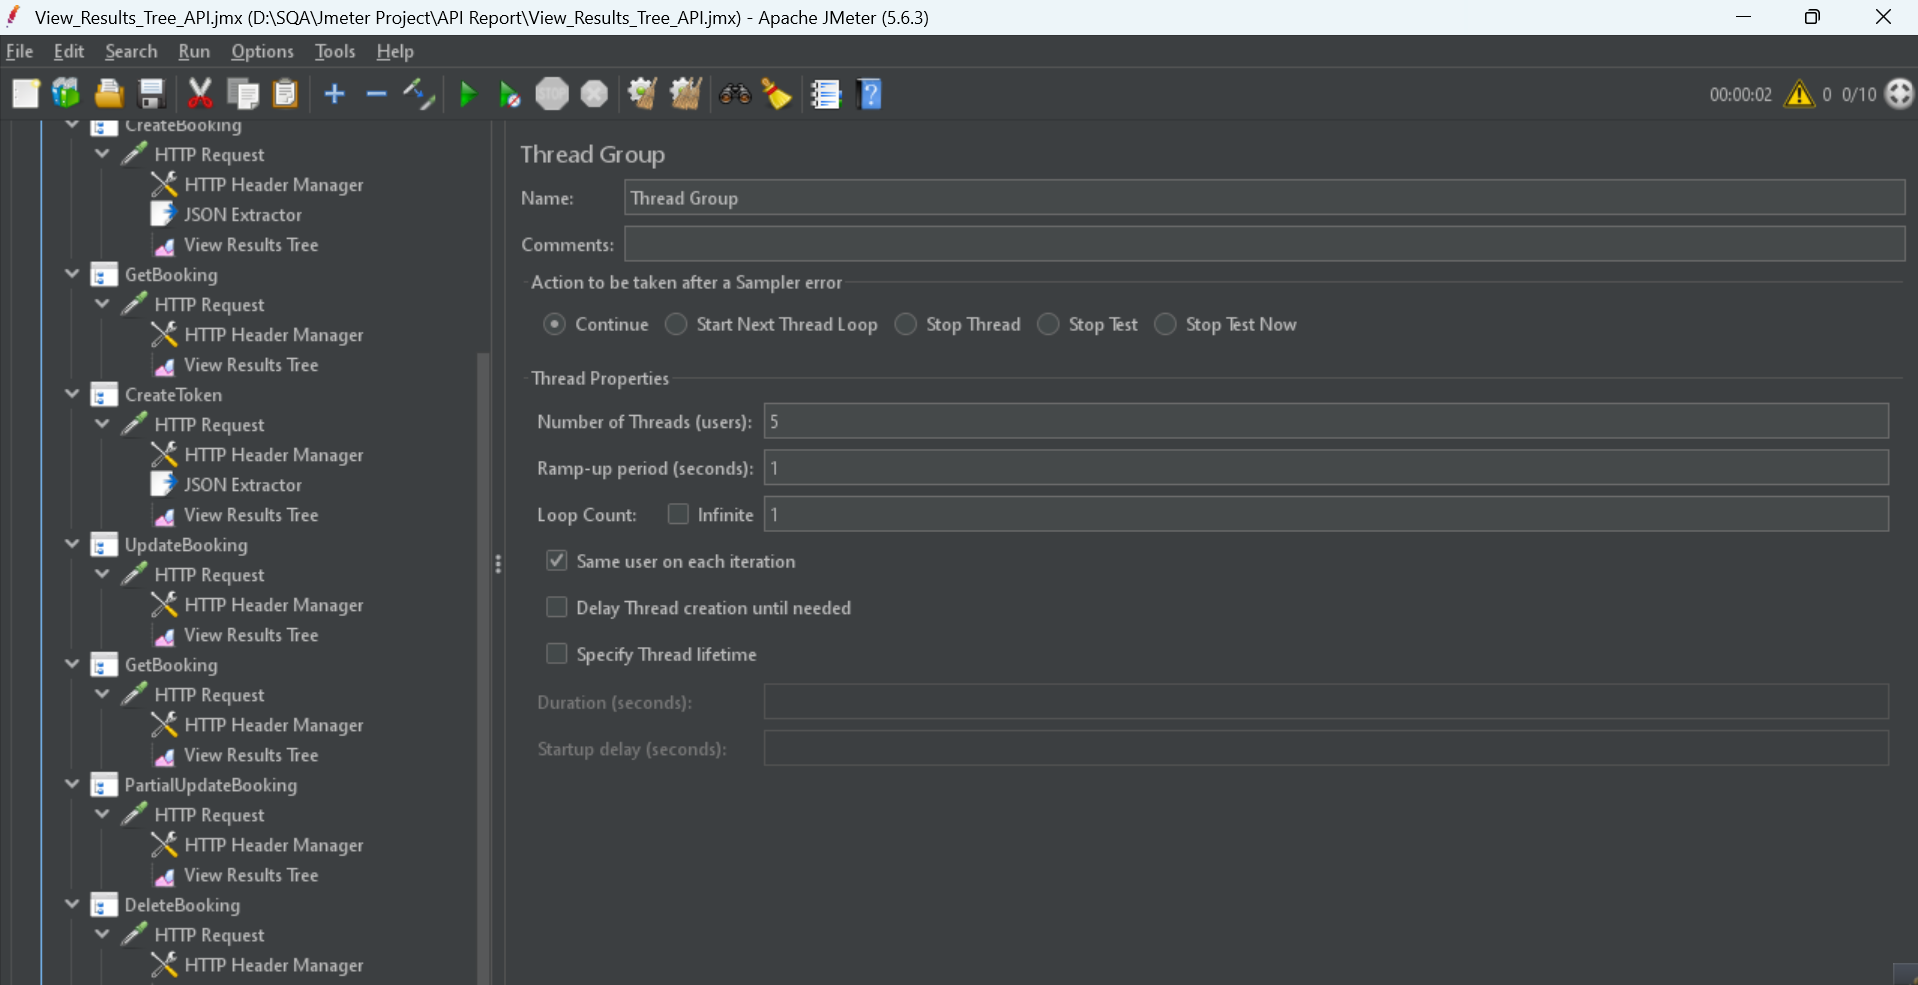 View_Results_Tree_API.jmx (D:\SQA\Jmeter Project\API Report\View_Results_Tree_API.jmx) - Apache JMeter (5.6.3)
File Edit Search Run Options Tools Help
STOP
00:00:02 0 0/10
CreateBooking
HTTP Request
HTTP Header Manager
JSON Extractor
View Results Tree
GetBooking
HTTP Request
HTTP Header Manager
View Results Tree
CreateToken
HTTP Request
HTTP Header Manager
JSON Extractor
View Results Tree
UpdateBooking
HTTP Request
HTTP Header Manager
View Results Tree
GetBooking
HTTP Request
HTTP Header Manager
View Results Tree
PartialUpdateBooking
HTTP Request
HTTP Header Manager
View Results Tree
DeleteBooking
HTTP Request
HTTP Header Manager
Thread Group
Name: Thread Group
Comments:
Action to be taken after a Sampler error
Continue Start Next Thread Loop Stop Thread Stop Test Stop Test Now
Thread Properties
Number of Threads (users): 5
Ramp-up period (seconds): 1
Loop Count: Infinite 1
Same user on each iteration
Delay Thread creation until needed
Specify Thread lifetime
Duration (seconds):
Startup delay (seconds):